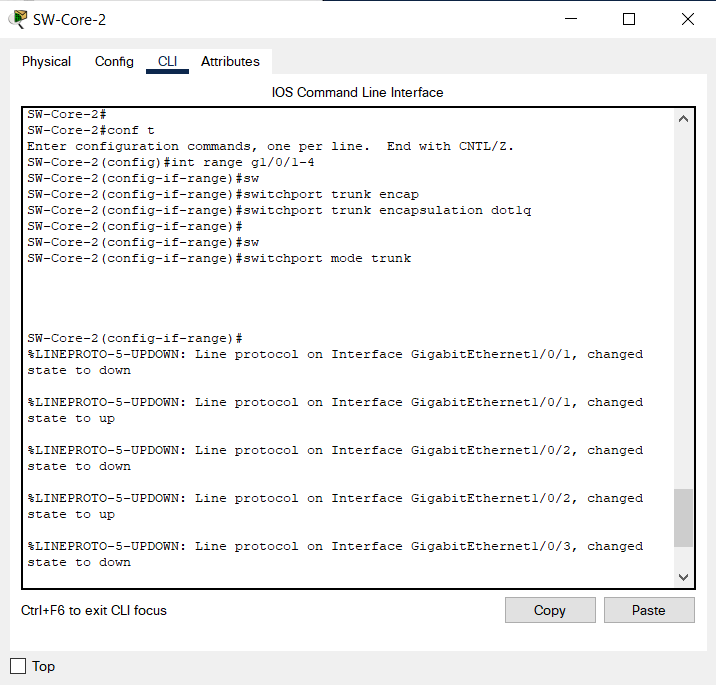 SW-Core-2
Physical Config CLI Attributes
IOS Command Line Interface
SW-Core-2#
SW-Core-2#conf t
Enter configuration commands, one per line.  End with CNTL/Z.
SW-Core-2(config)#int range g1/0/1-4
SW-Core-2(config-if-range)#sw
SW-Core-2(config-if-range)#switchport trunk encap
SW-Core-2(config-if-range)#switchport trunk encapsulation dot1q
SW-Core-2(config-if-range)#
SW-Core-2(config-if-range)#sw
SW-Core-2(config-if-range)#switchport mode trunk
SW-Core-2(config-if-range)#
%LINEPROTO-5-UPDOWN: Line protocol on Interface GigabitEthernet1/0/1, changed
state to down
%LINEPROTO-5-UPDOWN: Line protocol on Interface GigabitEthernet1/0/1, changed
state to up
%LINEPROTO-5-UPDOWN: Line protocol on Interface GigabitEthernet1/0/2, changed
state to down
%LINEPROTO-5-UPDOWN: Line protocol on Interface GigabitEthernet1/0/2, changed
state to up
%LINEPROTO-5-UPDOWN: Line protocol on Interface GigabitEthernet1/0/3, changed
state to down
Ctrl+F6 to exit CLI focus
Copy Paste
Top